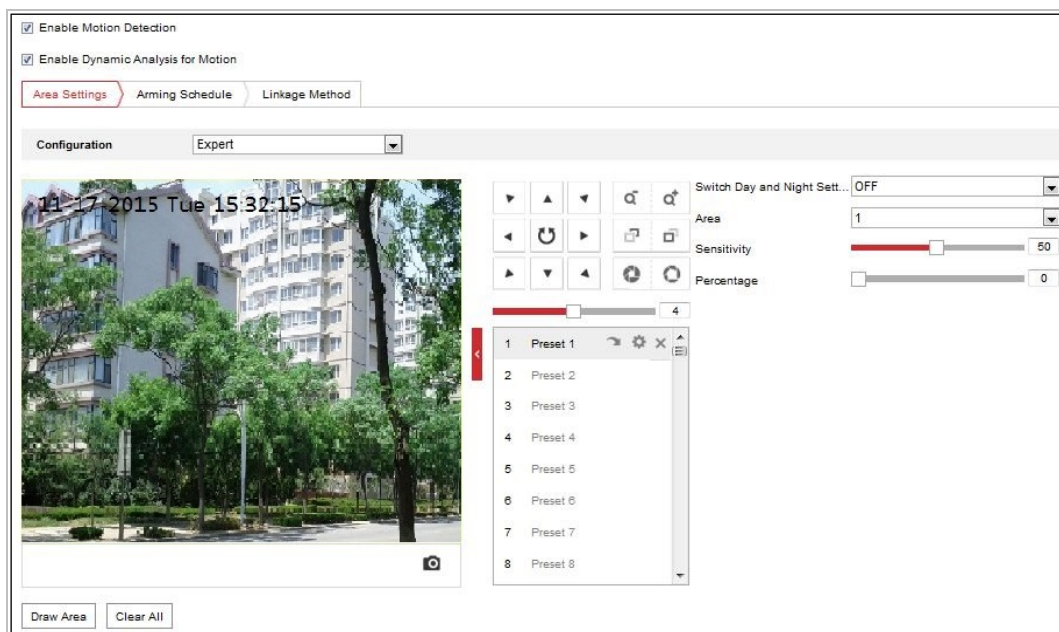 Enable Motion Detection
Enable Dynamic Analysis for Motion
Area Settings Arming Schedule Linkage Method
Configuration Expert
11-17-2015 Tue 15:32:15
Switch Day and Night Sett... OFF
Area 1
Sensitivity 50
Percentage 0
4
1 Preset 1
2 Preset 2
3 Preset 3
4 Preset 4
5 Preset 5
6 Preset 6
7 Preset 7
8 Preset 8
Draw Area Clear All